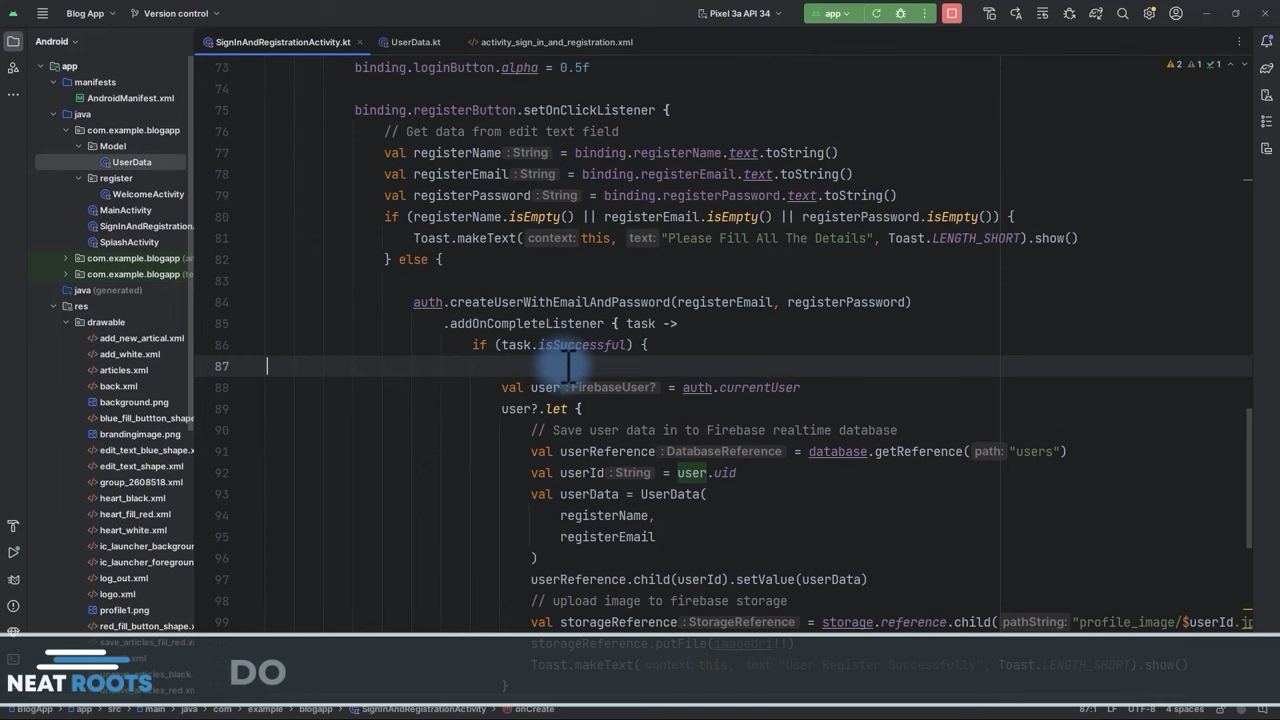 Blog App
Version control
Pixel 3a API 34
app
Android
SignInAndRegistrationActivity.kt
UserData.kt
activity_sign_in_and_registration.xml
app
manifests
AndroidManifest.xml
java
com.example.blogapp
Model
UserData
register
WelcomeActivity
MainActivity
SignInAndRegistration
SplashActivity
com.example.blogapp (an
com.example.blogapp (te
java (generated)
res
drawable
add_new_artical.xml
add_white.xml
articles.xml
back.xml
background.png
blue_fill_buttton_shape
brandingimage.png
edit_text_blue_shape.x
edit_text_shape.xml
group_2608518.xml
heart_black.xml
heart_fill_red.xml
heart_white.xml
ic_launcher_backgroun
ic_launcher_foregroun
log_out.xml
logo.xml
profile1.png
red_fill_button_shape
save_articles_fill_red.xml
2 1 1
73 binding.loginButton.alpha = 0.5f
74
75 binding.registerButton.setOnClickListener {
76 // Get data from edit text field
77 val registerName : String = binding.registerName.text.toString()
78 val registerEmail : String = binding.registerEmail.text.toString()
79 val registerPassword : String = binding.registerPassword.text.toString()
80 if (registerName.isEmpty() || registerEmail.isEmpty() || registerPassword.isEmpty()) {
81 Toast.makeText( context: this, text: "Please Fill All The Details", Toast.LENGTH_SHORT).show()
82 } else {
83
84 auth.createUserWithEmailAndPassword(registerEmail, registerPassword)
85 .addOnCompleteListener { task ->
86 if (task.isSuccessful) {
87
88 val user : FirebaseUser? = auth.currentUser
89 user?.let {
90 // Save user data in to Firebase realtime database
91 val userReference : DatabaseReference = database.getReference( path: "users")
92 val userId : String = user.uid
93 val userData = UserData(
94 registerName,
95 registerEmail
96 )
97 userReference.child(userId).setValue(userData)
98 // upload image to firebase storage
99 val storageReference : StorageReference = storage.reference.child( pathString: "profile_image/$userId.jp
storageReference.putFile(imageUri!!)
Toast.makeText( context: this, text: "User Register Successfully", Toast.LENGTH_SHORT).show()
}
NEAT ROOTS
DO
BlogApp app src main java com example blogapp SignInAndRegistrationActivity onCreate
87:1 LF UTF-8 4 spaces